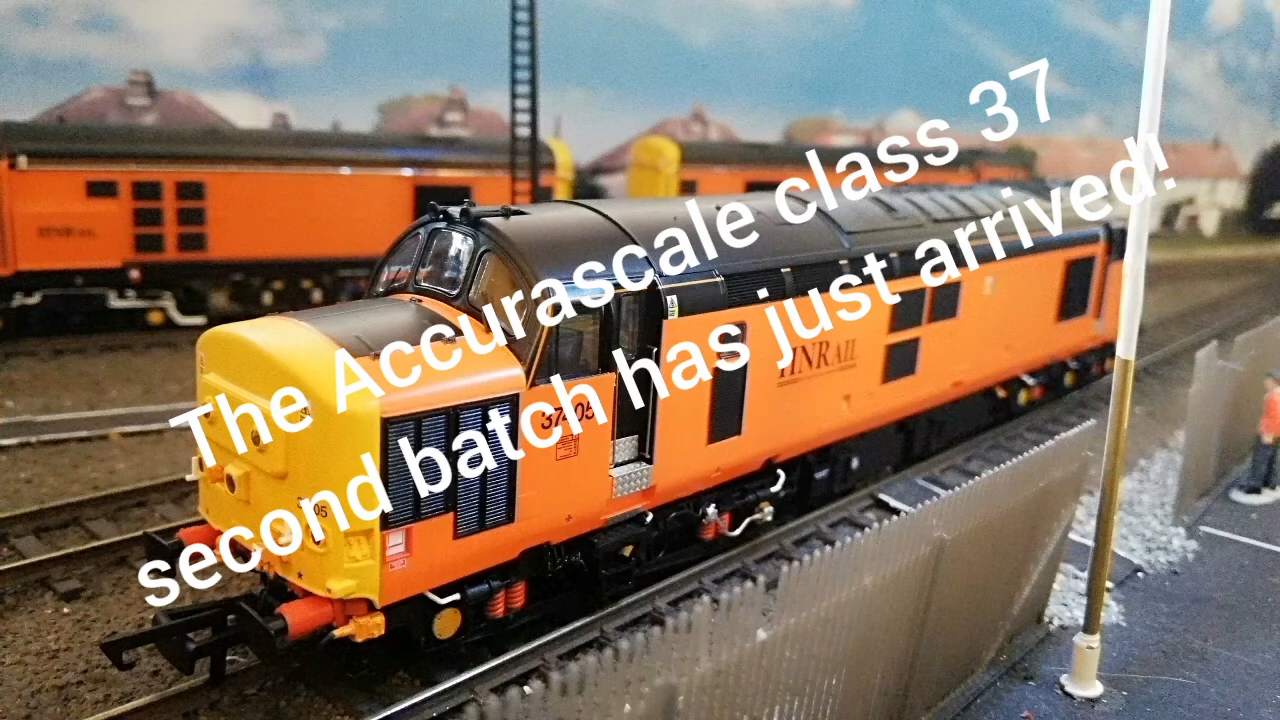 The Accurascale class 37
second batch has just arrived!
HNRAIL
HNRAIL
37405